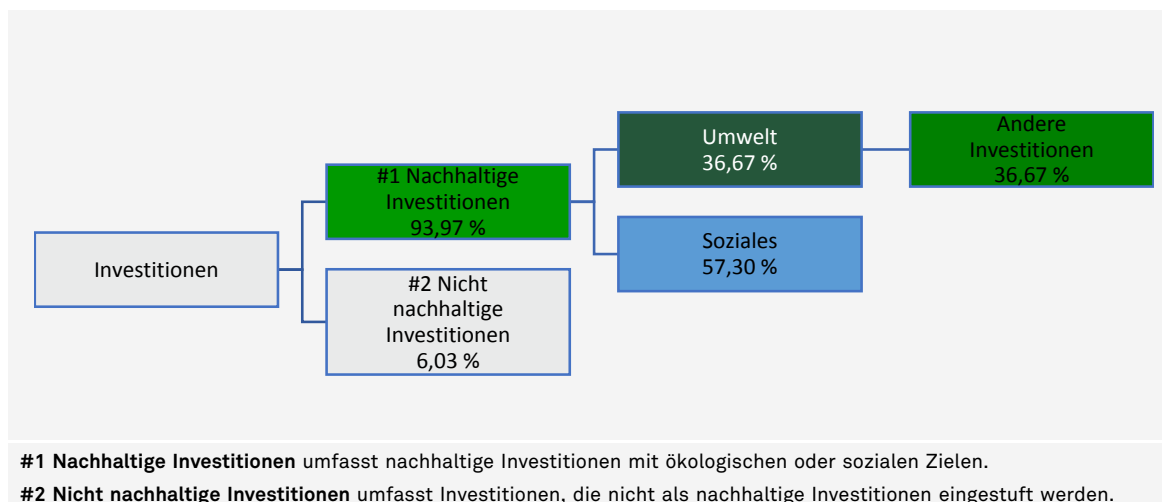 Investitionen
#1 Nachhaltige
Investitionen
93,97 %
#2 Nicht
nachhaltige
Investitionen
6,03 %
Umwelt
36,67 %
Soziales
57,30 %
Andere
Investitionen
36,67 %
#1 Nachhaltige Investitionen umfasst nachhaltige Investitionen mit ökologischen oder sozialen Zielen.
#2 Nicht nachhaltige Investitionen umfasst Investitionen, die nicht als nachhaltige Investitionen eingestuft werden.